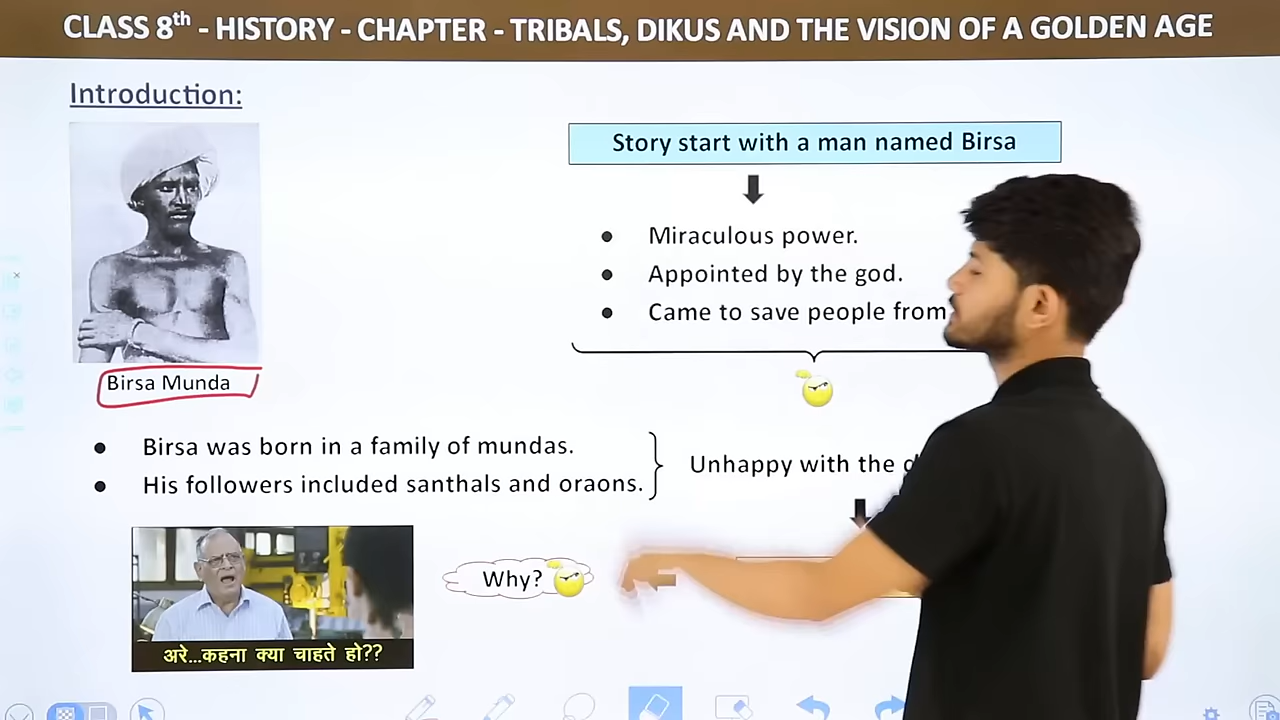 CLASS 8th - HISTORY - CHAPTER - TRIBALS, DIKUS AND THE VISION OF A GOLDEN AGE
Introduction:
Story start with a man named Birsa
● Miraculous power.
● Appointed by the god.
● Came to save people from
Birsa Munda
● Birsa was born in a family of mundas.
● His followers included santhals and oraons.
Unhappy with the
Why?
अरे...कहना क्या चाहते हो??